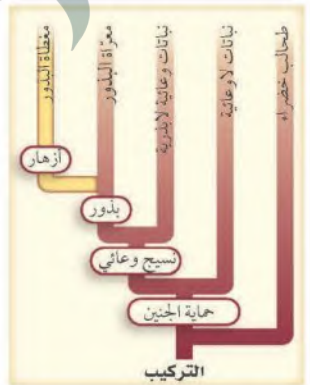 طحالب خضراء
نباتات لاوعائية
نباتات وعائية لابذرية
معراة البذور
مغطاة البذور
أزهار
بذور
نسيج وعائي
حماية الجنين
التركيب